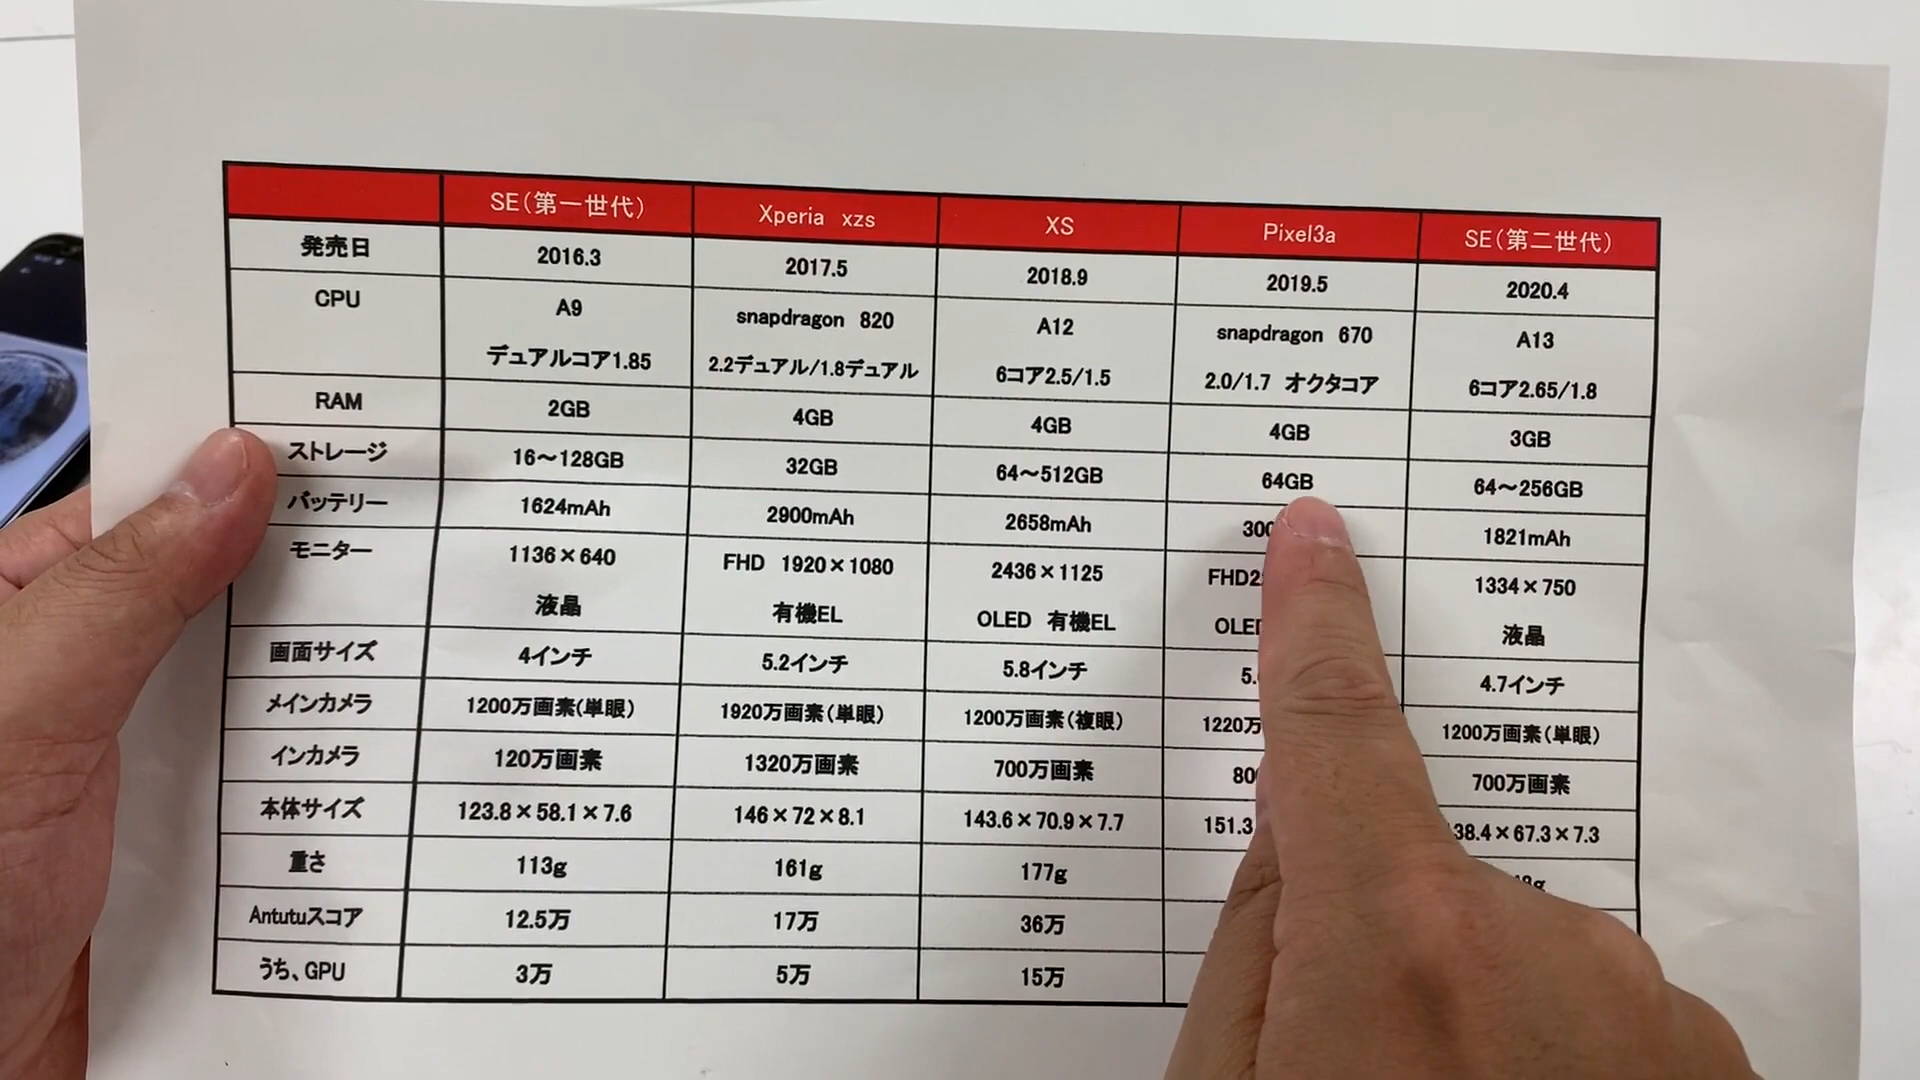 SE(第一世代) Xperia xzs XS Pixel3a SE(第二世代)
発売日 2016.3 2017.5 2018.9 2019.5 2020.4
CPU A9 snapdragon 820 A12 snapdragon 670 A13
デュアルコア1.85 2.2デュアル/1.8デュアル 6コア2.5/1.5 2.0/1.7 オクタコア 6コア2.65/1.8
RAM 2GB 4GB 4GB 4GB 3GB
ストレージ 16～128GB 32GB 64～512GB 64GB 64～256GB
バッテリー 1624mAh 2900mAh 2658mAh 1821mAh
モニター 1136×640 FHD 1920×1080 2436×1125 1334×750
液晶 有機EL OLED 有機EL 液晶
画面サイズ 4インチ 5.2インチ 5.8インチ 4.7インチ
メインカメラ 1200万画素(単眼) 1920万画素(単眼) 1200万画素(複眼) 1220万 1200万画素(単眼)
インカメラ 120万画素 1320万画素 700万画素 700万画素
本体サイズ 123.8×58.1×7.6 146×72×8.1 143.6×70.9×7.7 151.3 38.4×67.3×7.3
重さ 113g 161g 177g
Antutuスコア 12.5万 17万 36万
うち、GPU 3万 5万 15万